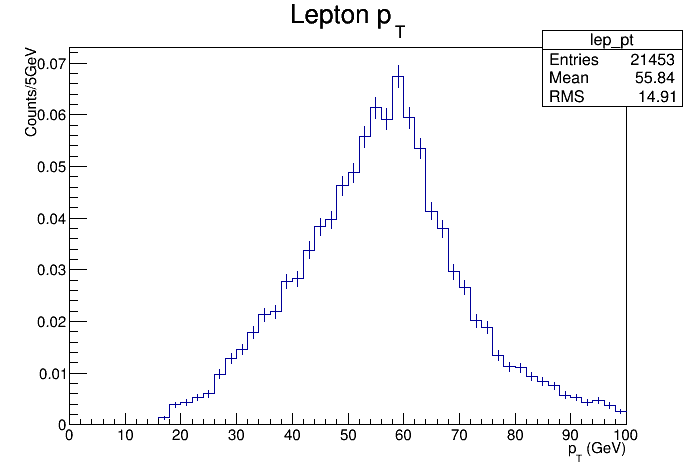 Lepton p
T
lep_pt
Entries 21453
Mean 55.84
RMS 14.91
Counts/5GeV
0.07
0.06
0.05
0.04
0.03
0.02
0.01
0
0 10 20 30 40 50 60 70 80 90 100
p
T
(GeV)